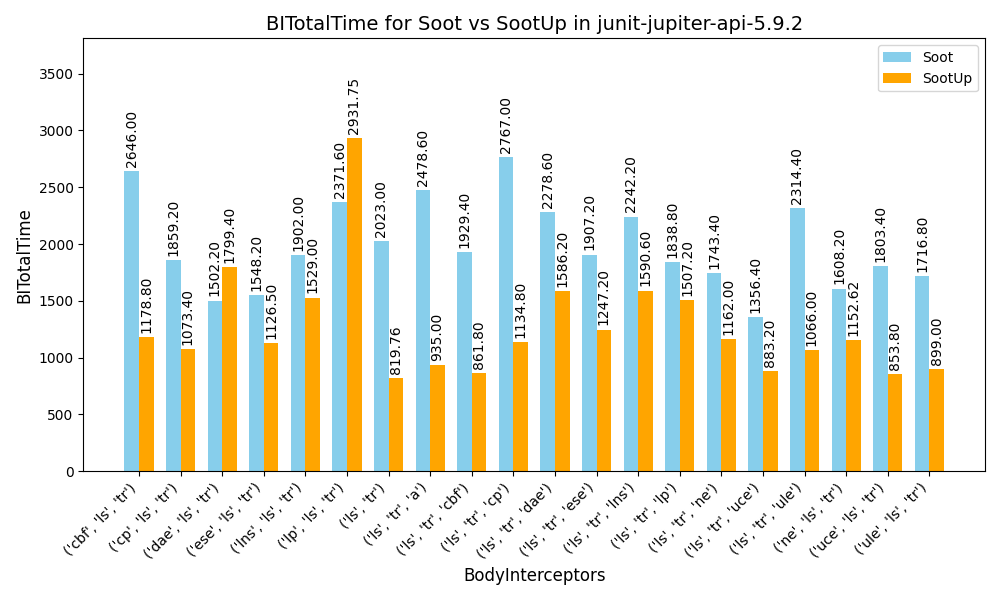 BITotalTime for Soot vs SootUp in junit-jupiter-api-5.9.2
Soot
SootUp
BITotalTime
3500
3000
2500
2000
1500
1000
500
0
2646.00
1178.80
1859.20
1073.40
1502.20
1799.40
1548.20
1126.50
1902.00
1529.00
2371.60
2931.75
2023.00
819.76
2478.60
935.00
1929.40
861.80
2767.00
1134.80
2278.60
1586.20
1907.20
1247.20
2242.20
1590.60
1838.80
1507.20
1743.40
1162.00
1356.40
883.20
2314.40
1066.00
1608.20
1152.62
1803.40
853.80
1716.80
899.00
('cbf', 'ls', 'tr')
('cp', 'ls', 'tr')
('dae', 'ls', 'tr')
('ese', 'ls', 'tr')
('lns', 'ls', 'tr')
('lp', 'ls', 'tr')
('ls', 'tr')
('ls', 'tr', 'a')
('ls', 'tr', 'cbf')
('ls', 'tr', 'cp')
('ls', 'tr', 'dae')
('ls', 'tr', 'ese')
('ls', 'tr', 'lns')
('ls', 'tr', 'lp')
('ls', 'tr', 'ne')
('ls', 'tr', 'uce')
('ls', 'tr', 'ule')
('ne', 'ls', 'tr')
('uce', 'ls', 'tr')
('ule', 'ls', 'tr')
BodyInterceptors